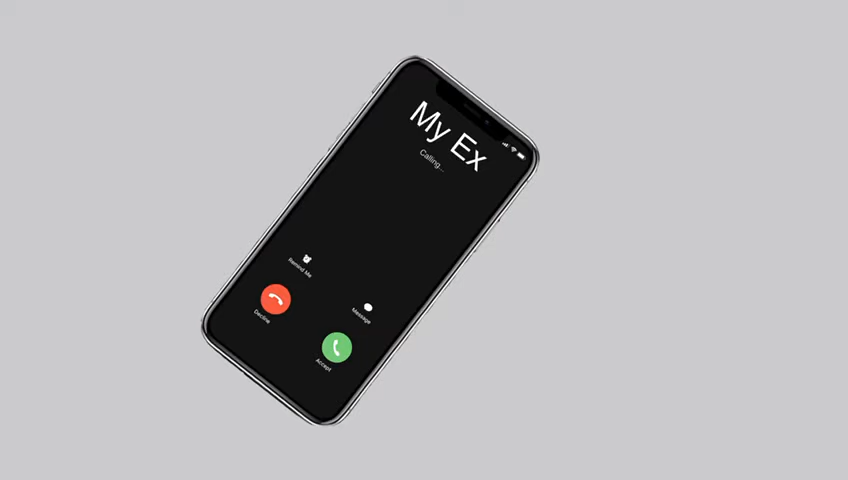 My Ex
Calling...
Remind Me
Message
Decline
Accept